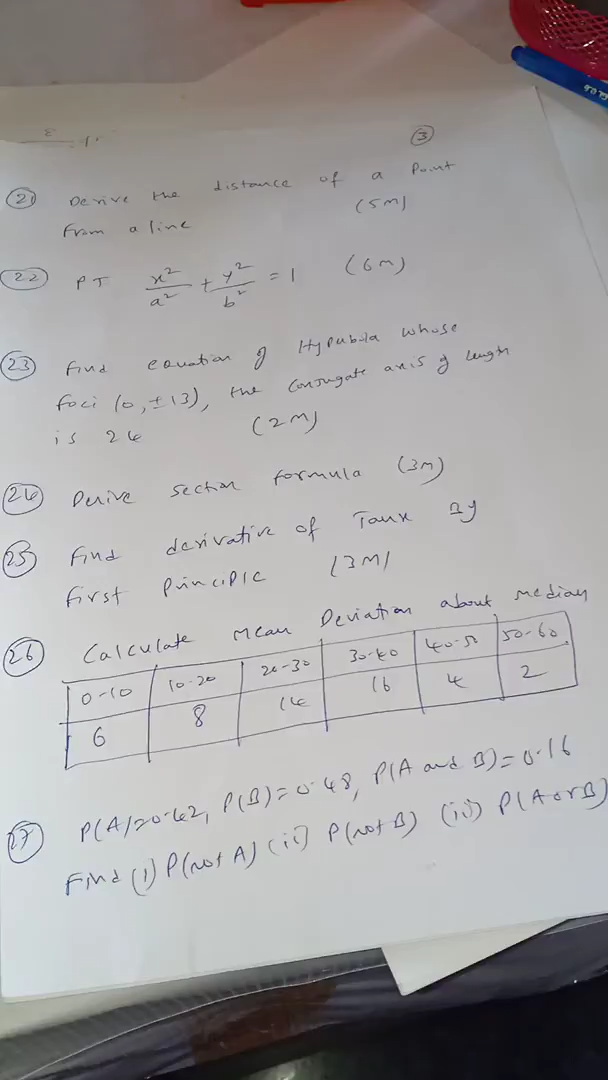 ③
㉑ Derive the distance of a Point
from a line (5M)
㉒ PT x²/a² + y²/b² = 1 (6M)
㉓ Find equation of Hyperbola whose
foci (0, ±13), the conjugate axis of length
is 24 (2M)
㉔ Derive section formula (3M)
㉕ Find derivative of Tanx By
first Principle (3M)
㉖ Calculate mean Deviation about median
0-10 10-20 20-30 30-40 40-50 50-60
6 8 14 16 4 2
㉗ P(A)=0.42, P(B)=0.48, P(A and B)=0.16
Find (i) P(not A) (ii) P(not B) (iii) P(A or B)